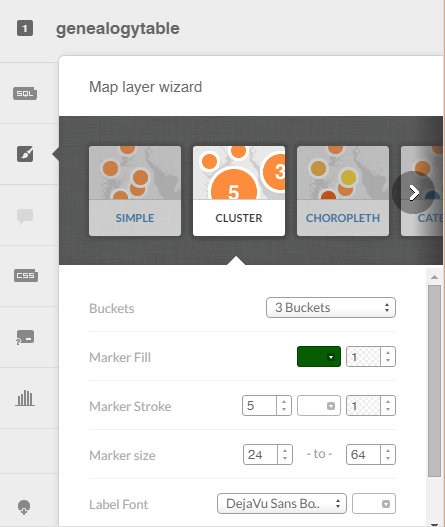 1 genealogytable
SQL
Map layer wizard
5 3
SIMPLE CLUSTER CHOROPLETH CATE
CSS
Buckets 3 Buckets
Marker Fill 1
Marker Stroke 5 1
Marker size 24 - to - 64
Label Font DejaVu Sans Bo..